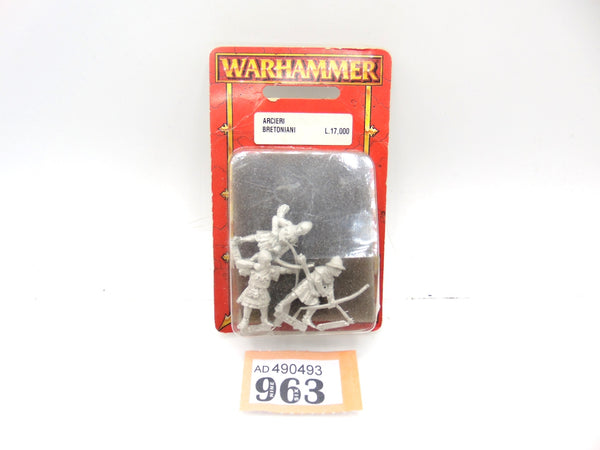 WARHAMMER
ARCIERI
BRETONIANI L.17,000
AD 490493
963